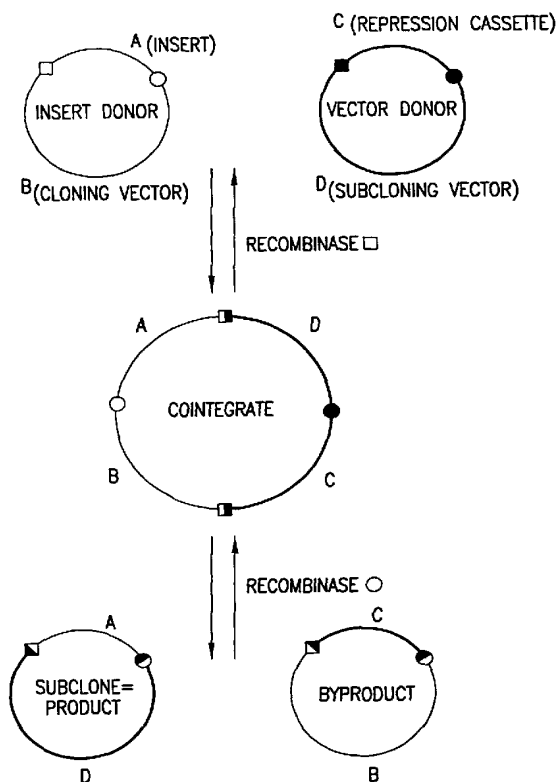 A (INSERT)
INSERT DONOR
B (CLONING VECTOR)
C (REPRESSION CASSETTE)
VECTOR DONOR
D (SUBCLONING VECTOR)
RECOMBINASE
A
D
COINTEGRATE
B
C
RECOMBINASE
A
SUBCLONE=
PRODUCT
D
C
BYPRODUCT
B